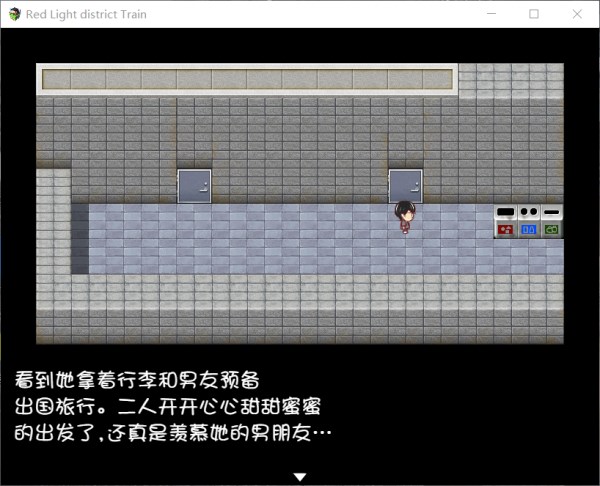 Red Light district Train
看到她拿着行李和男友预备
出国旅行。二人开开心心甜甜蜜蜜
的出发了,还真是羡慕她的男朋友…